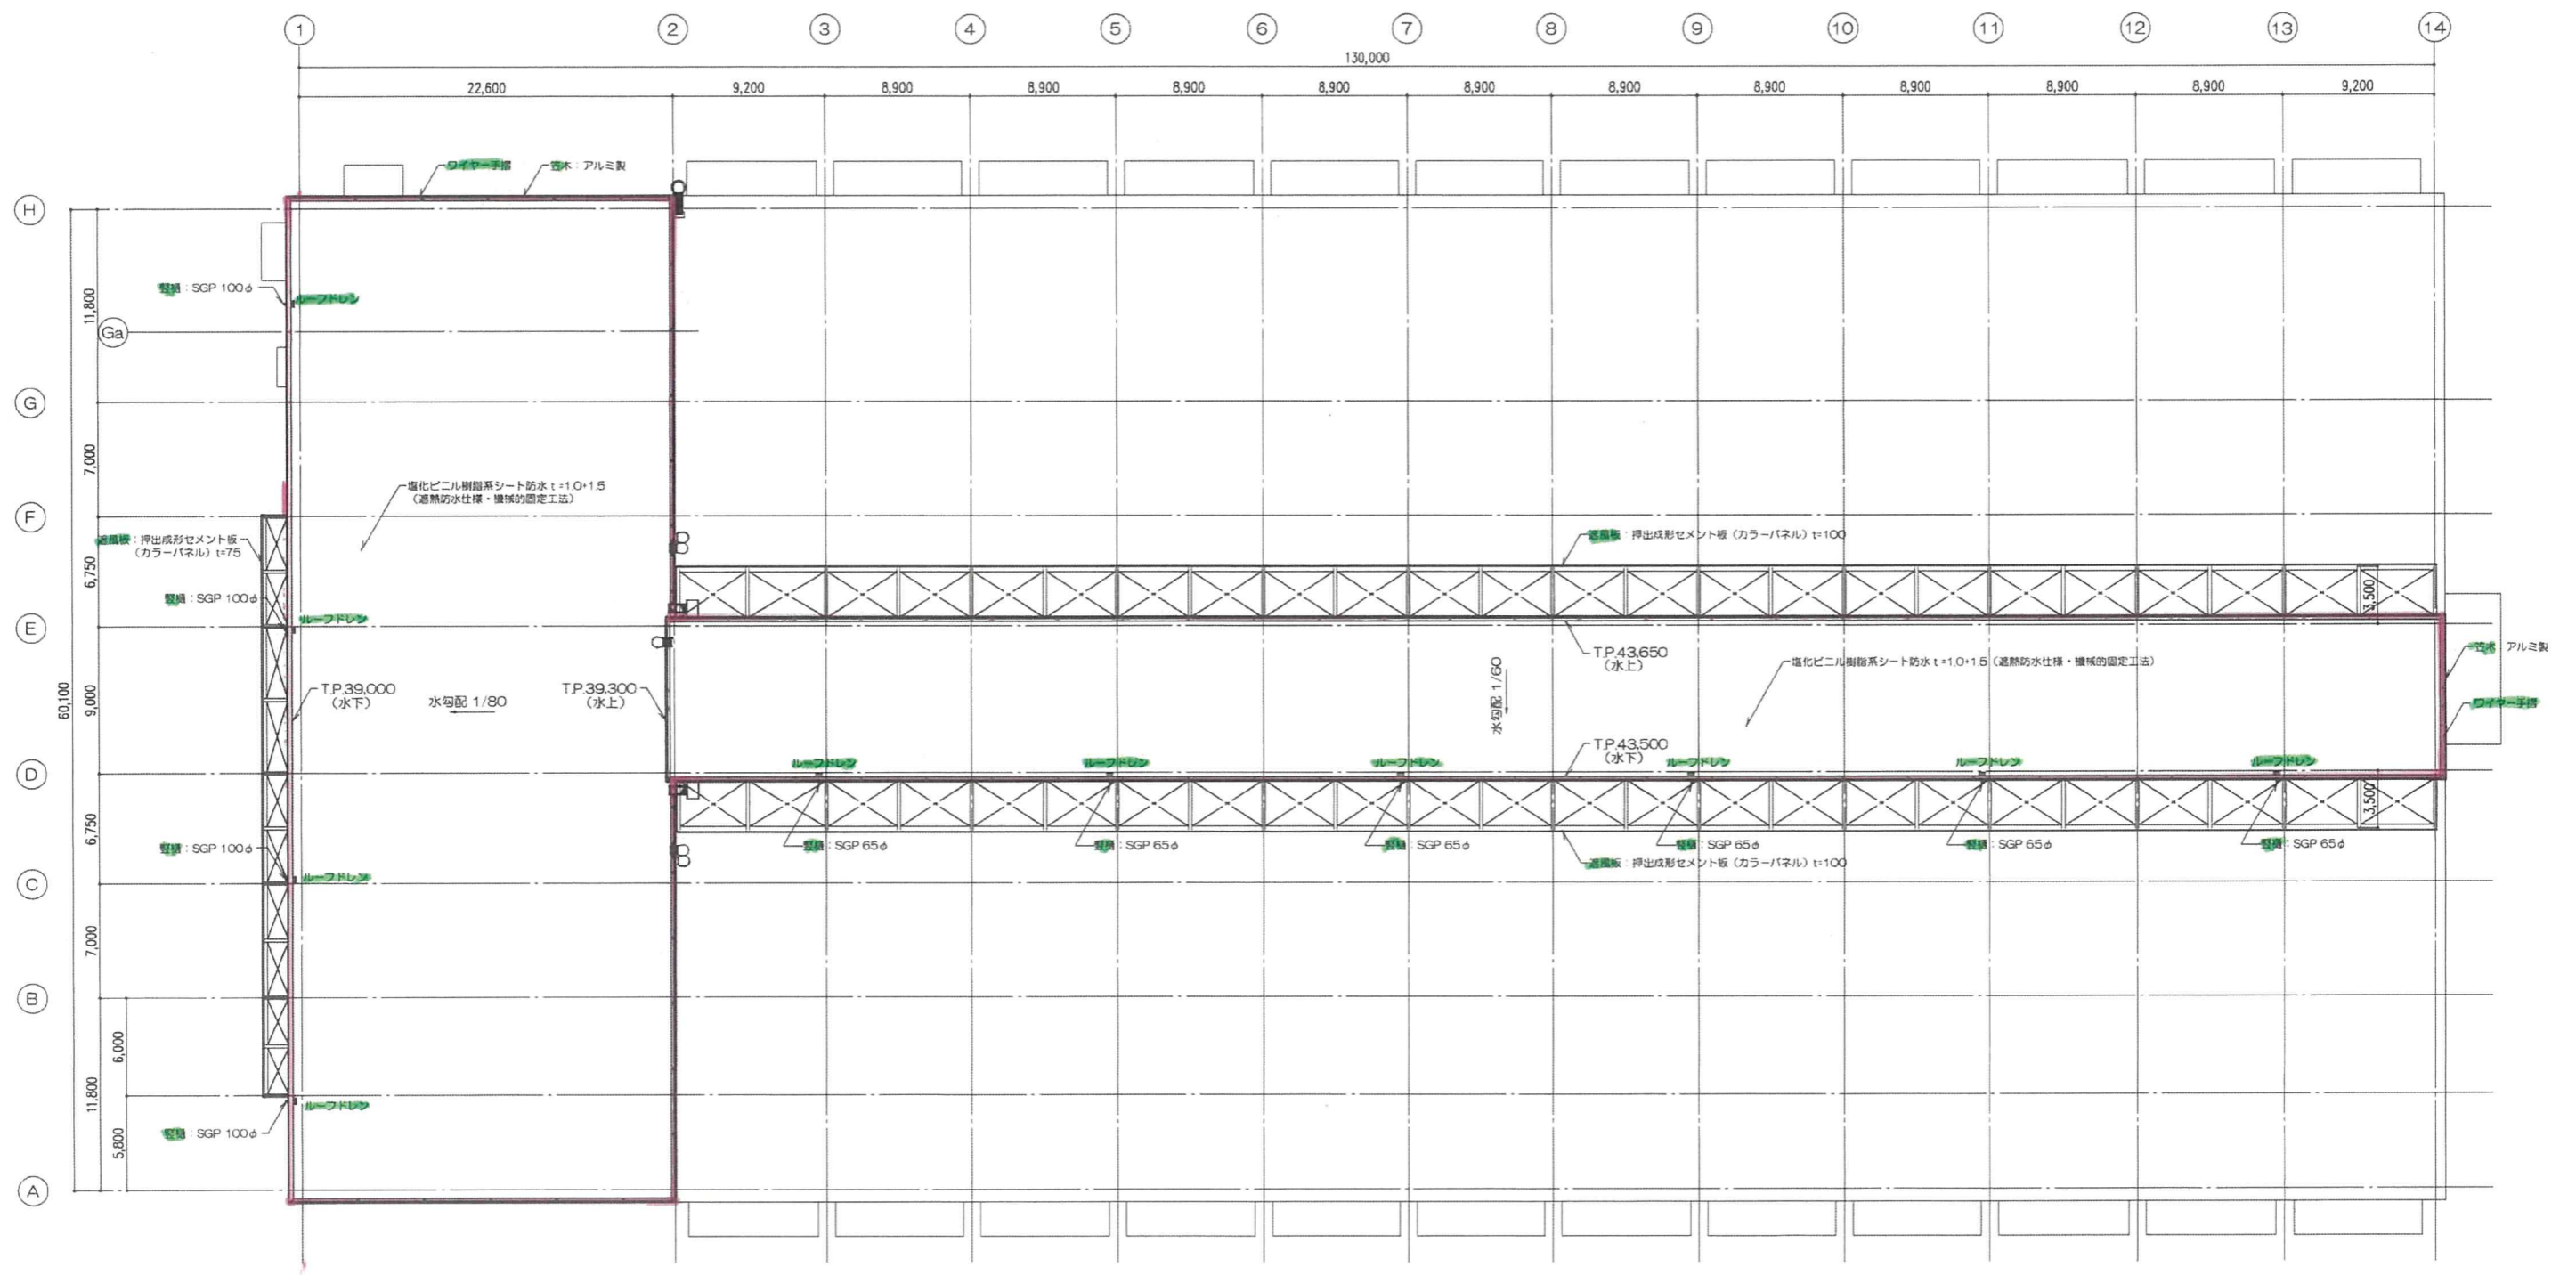 1 2 3 4 5 6 7 8 9 10 11 12 13 14
130,000
22,600 9,200 8,900 8,900 8,900 8,900 8,900 8,900 8,900 8,900 8,900 8,900 9,200
ワイヤー手摺
笠木：アルミ製
H
竪樋：SGP 100φ
ルーフドレン
11,800
Ga
G
7,000
塩化ビニル樹脂系シート防水 t=1.0+1.5
（遮熱防水仕様・機械的固定工法）
F
遮風板：押出成形セメント板
（カラーパネル）t=75
遮風板：押出成形セメント板（カラーパネル）t=100
6,750
3,500
竪樋：SGP 100φ
ルーフドレン
E
T.P.43,650
（水上）
塩化ビニル樹脂系シート防水 t=1.0+1.5（遮熱防水仕様・機械的固定工法）
笠木 アルミ製
水勾配 1/60
60,100
9,000
T.P.39,000
（水下）
水勾配 1/80
T.P.39,300
（水上）
ワイヤー手摺
T.P.43,500
（水下）
ルーフドレン ルーフドレン ルーフドレン ルーフドレン ルーフドレン ルーフドレン
D
3,500
6,750
竪樋：SGP 100φ
竪樋：SGP 65φ 竪樋：SGP 65φ 竪樋：SGP 65φ 竪樋：SGP 65φ 竪樋：SGP 65φ 竪樋：SGP 65φ
遮風板：押出成形セメント板（カラーパネル）t=100
ルーフドレン
C
7,000
B
6,000
11,800
ルーフドレン
竪樋：SGP 100φ
5,800
A